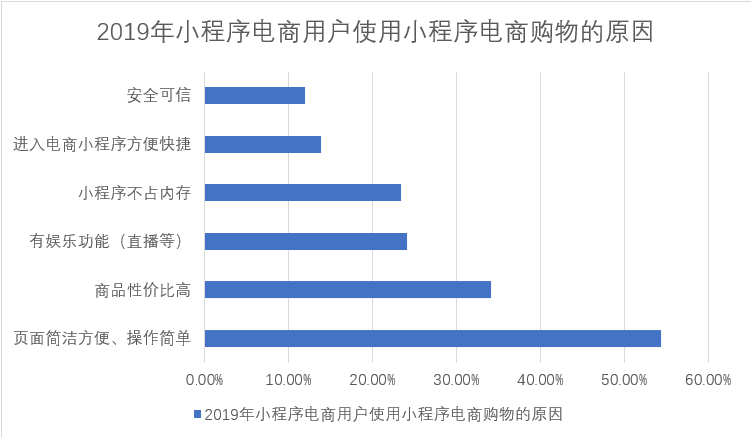 2019年小程序电商用户使用小程序电商购物的原因
安全可信
进入电商小程序方便快捷
小程序不占内存
有娱乐功能（直播等）
商品性价比高
页面简洁方便、操作简单
0.00% 10.00% 20.00% 30.00% 40.00% 50.00% 60.00%
2019年小程序电商用户使用小程序电商购物的原因